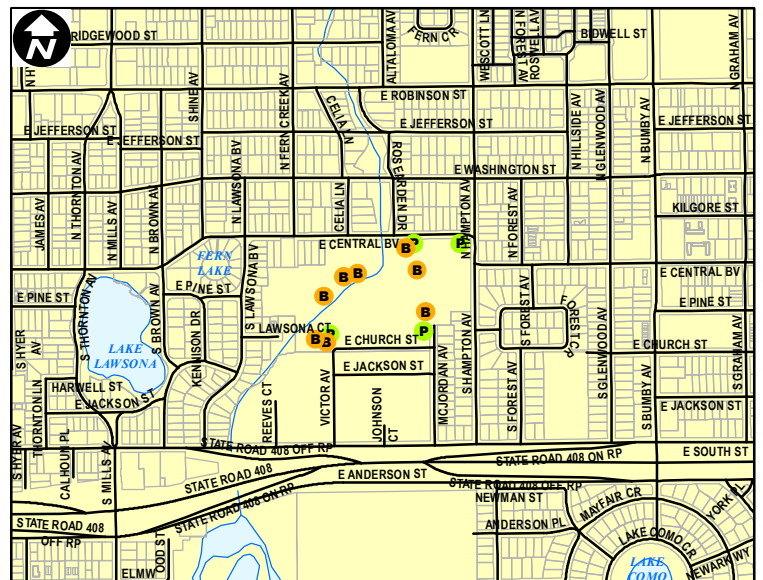 N
RIDGEWOOD ST
N H
SHINE AV
N FERN CREEK AV
ALTALOMA AV
FERN CR
WESCOTT LN
N FOREST AV
BIDWELL ST
N GRAHAM AV
E ROBINSON ST
CELIA LN
E JEFFERSON ST
E JEFFERSON ST
E JEFFERSON ST
E JEFFERSON ST
N HILLSIDE AV
N GLENWOOD AV
N BUMBY AV
E WASHINGTON ST
JAMES AV
N THORNTON AV
N MILLS AV
N BROWN AV
N LAWSONA BV
CELIA LN
ROSEARDEN DR
N HAMPTON AV
N FOREST AV
KILGORE ST
E CENTRAL BV
P
P
B
B
B
B
B
B
P
P
B
B
FERN
LAKE
E PINE ST
E PINE ST
S LAWSONA BV
S THORNTON AV
S BROWN AV
KENNISON DR
LAKE
LAWSONA
LAWSONA CT
E CHURCH ST
E JACKSON ST
E CENTRAL BV
E PINE ST
S FOREST AV
FOREST CR
S HAMPTON AV
S GLENWOOD AV
E CHURCH ST
S GRAHAM AV
S HYER
AV
HARWELL ST
E JACKSON ST
THORNTON LN
VICTOR AV
REEVES CT
JOHNSON
CT
MCJORDAN AV
S FOREST AV
S BUMBY AV
E JACKSON ST
S HYER AV
CALHOUN PL
S MILLS AV
STATE ROAD 408 OFF RP
STATE ROAD 408 ON RP
E SOUTH ST
STATE ROAD 408
E ANDERSON ST
STATE ROAD 408 OFF RP
STATE ROAD 408 ON RP
NEWMAN ST
ANDERSON PL
MAYFAIR CR
YORK PL
STATE ROAD 408
OFF RP
LAKE COMO CR
NEWARK WY
LAKE
COMO
ELMW
OOD ST